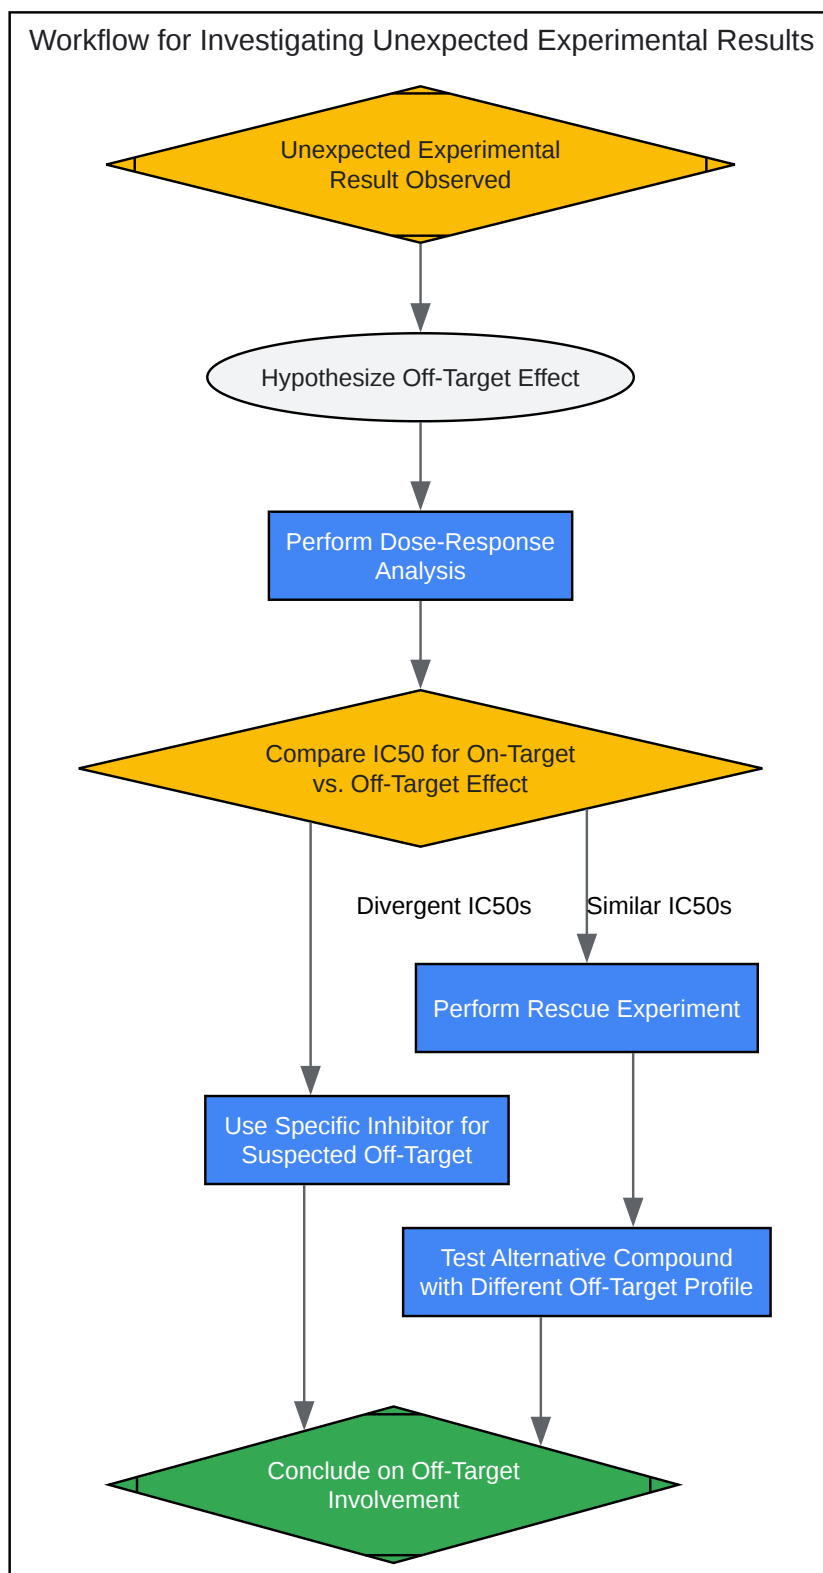 Workflow for Investigating Unexpected Experimental Results
Unexpected Experimental
Result Observed
Hypothesize Off-Target Effect
Perform Dose-Response
Analysis
Compare IC50 for On-Target
vs. Off-Target Effect
Divergent IC50s
Similar IC50s
Perform Rescue Experiment
Use Specific Inhibitor for
Suspected Off-Target
Test Alternative Compound
with Different Off-Target Profile
Conclude on Off-Target
Involvement